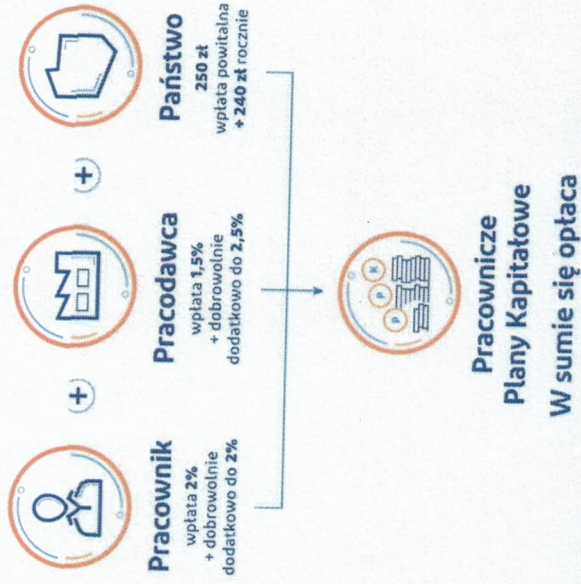 Pracownik
wpłata 2%
+ dobrowolnie
dodatkowo do 2%
+
Pracodawca
wpłata 1,5%
+ dobrowolnie
dodatkowo do 2,5%
+
Państwo
250 zł
wpłata powitalna
+ 240 zł rocznie
P P K
Pracownicze
Plany Kapitałowe
W sumie się opłaca